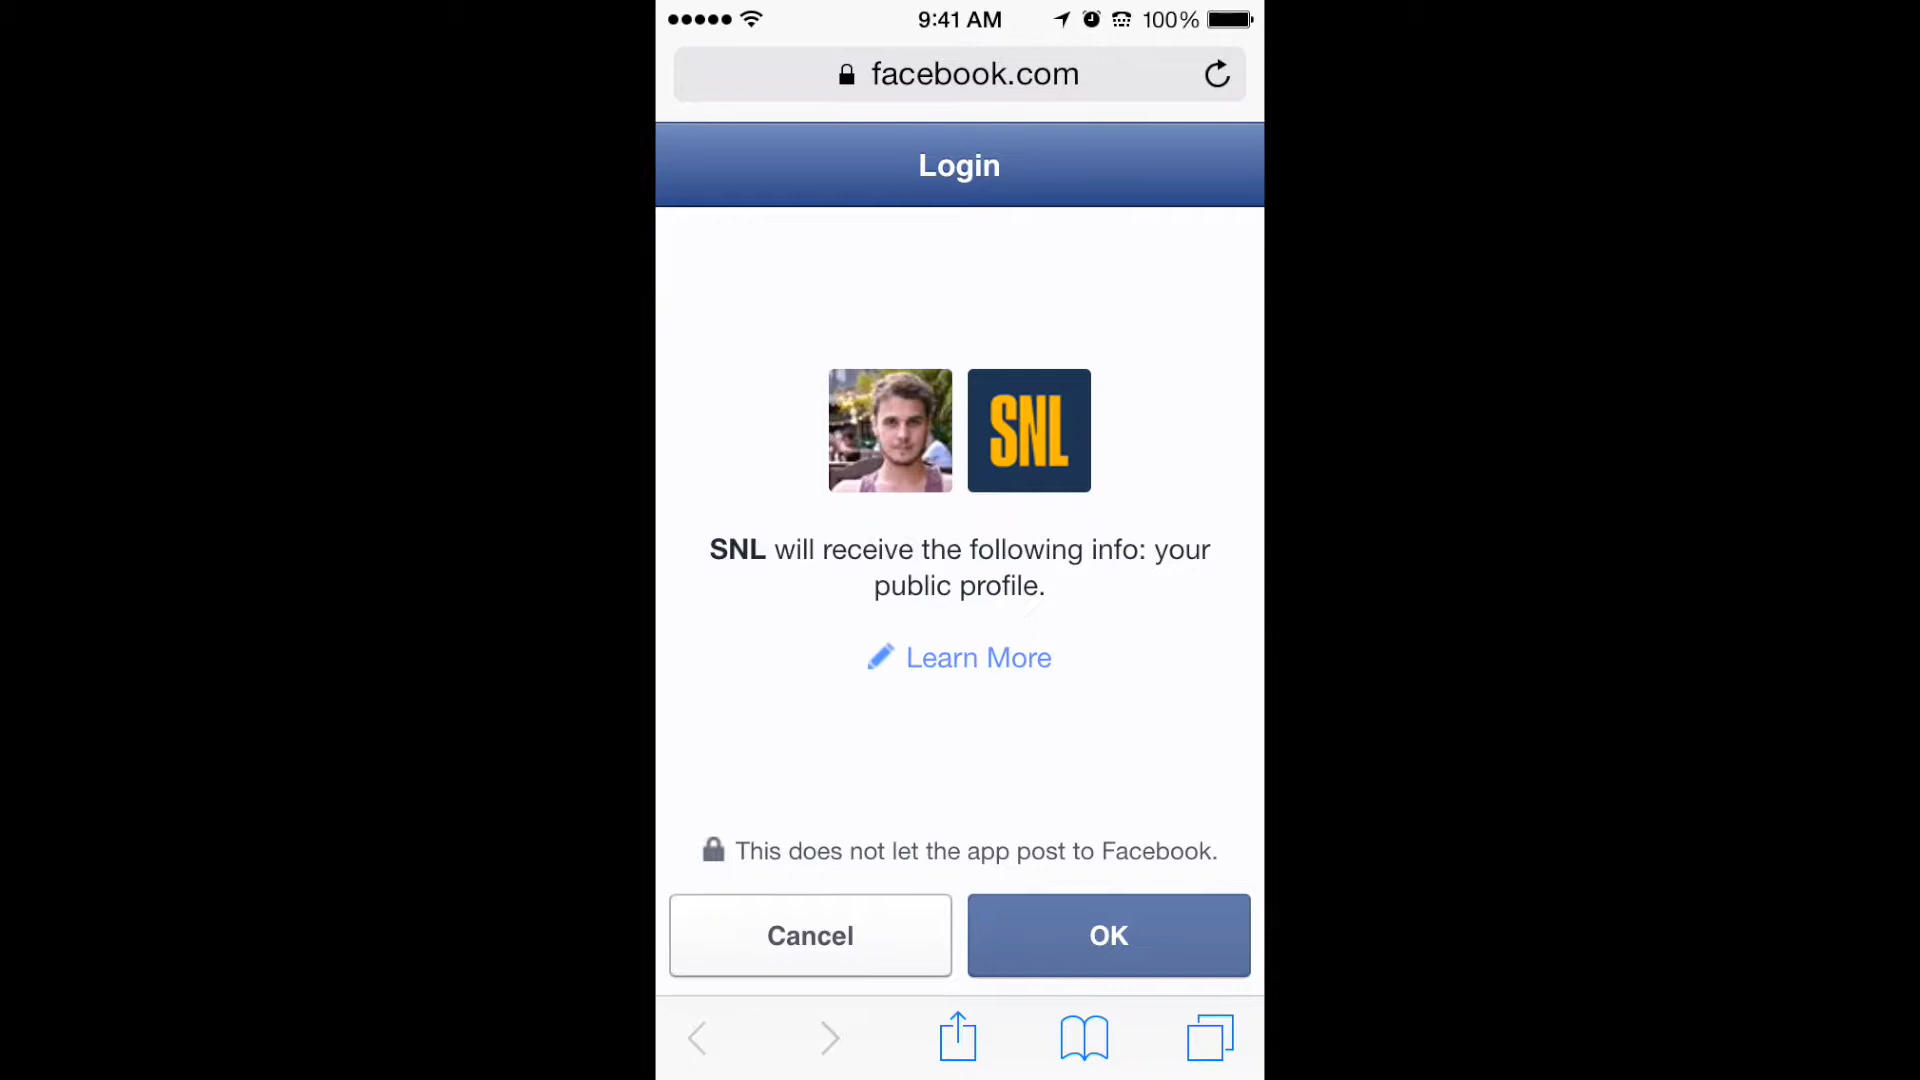 9:41 AM
100%
facebook.com
Login
SNL
SNL will receive the following info: your
public profile.
Learn More
This does not let the app post to Facebook.
Cancel
OK